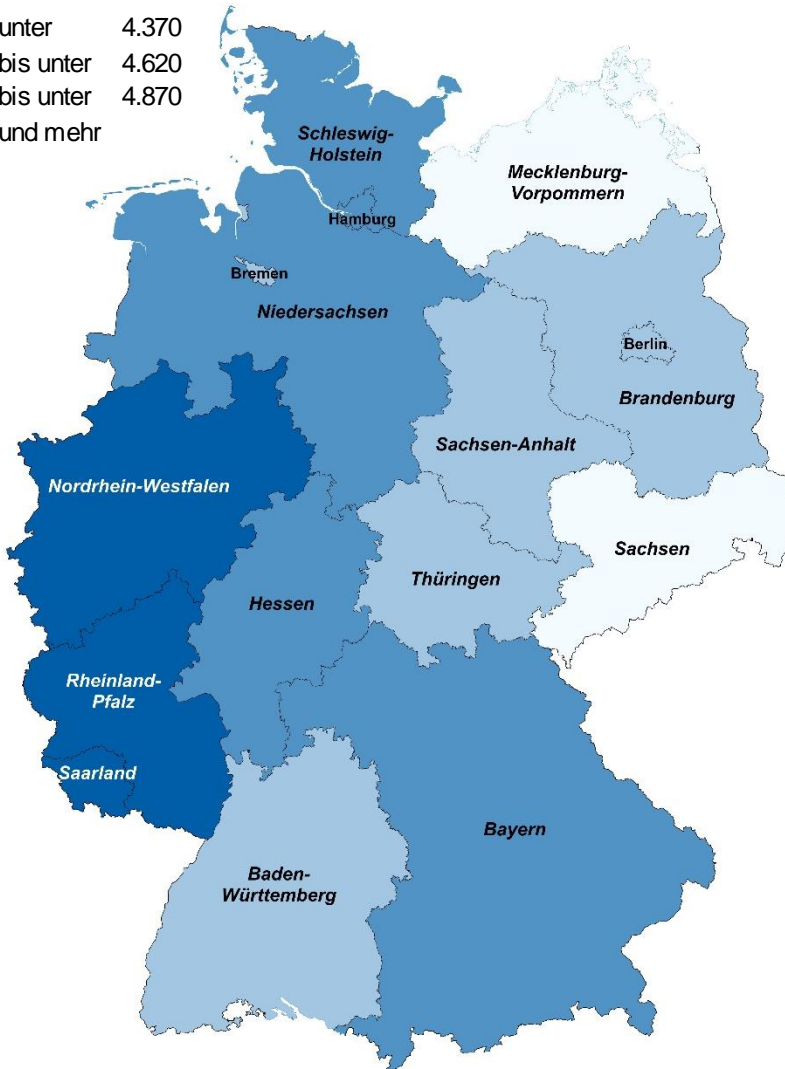 unter 4.370
bis unter 4.620
bis unter 4.870
und mehr
Schleswig-
Holstein
Mecklenburg-
Vorpommern
Hamburg
Bremen
Niedersachsen
Berlin
Brandenburg
Sachsen-Anhalt
Nordrhein-Westfalen
Sachsen
Thüringen
Hessen
Rheinland-
Pfalz
Saarland
Bayern
Baden-
Württemberg